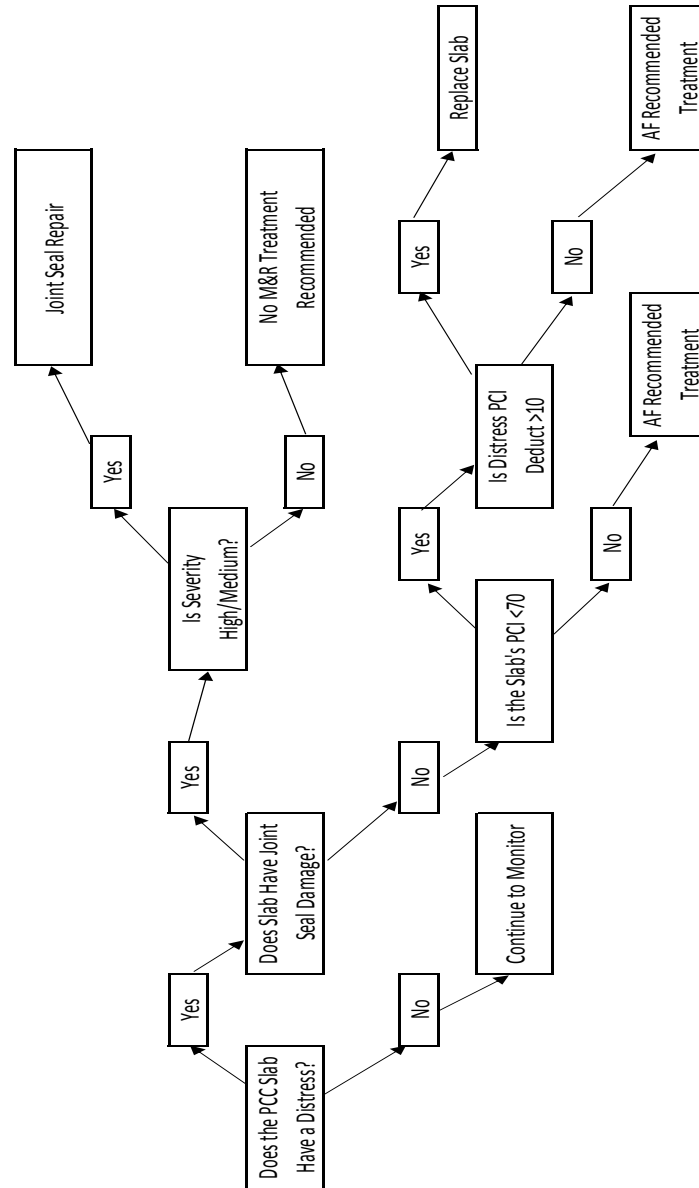 Does the PCC Slab
Have a Distress?
Yes
No
Does Slab Have Joint
Seal Damage?
Continue to Monitor
Yes
No
Is Severity
High/Medium?
Is the Slab's PCI <70
Yes
No
Yes
No
Joint Seal Repair
No M&R Treatment
Recommended
Is Distress PCI
Deduct >10
AF Recommended
Treatment
Yes
No
Replace Slab
AF Recommended
Treatment